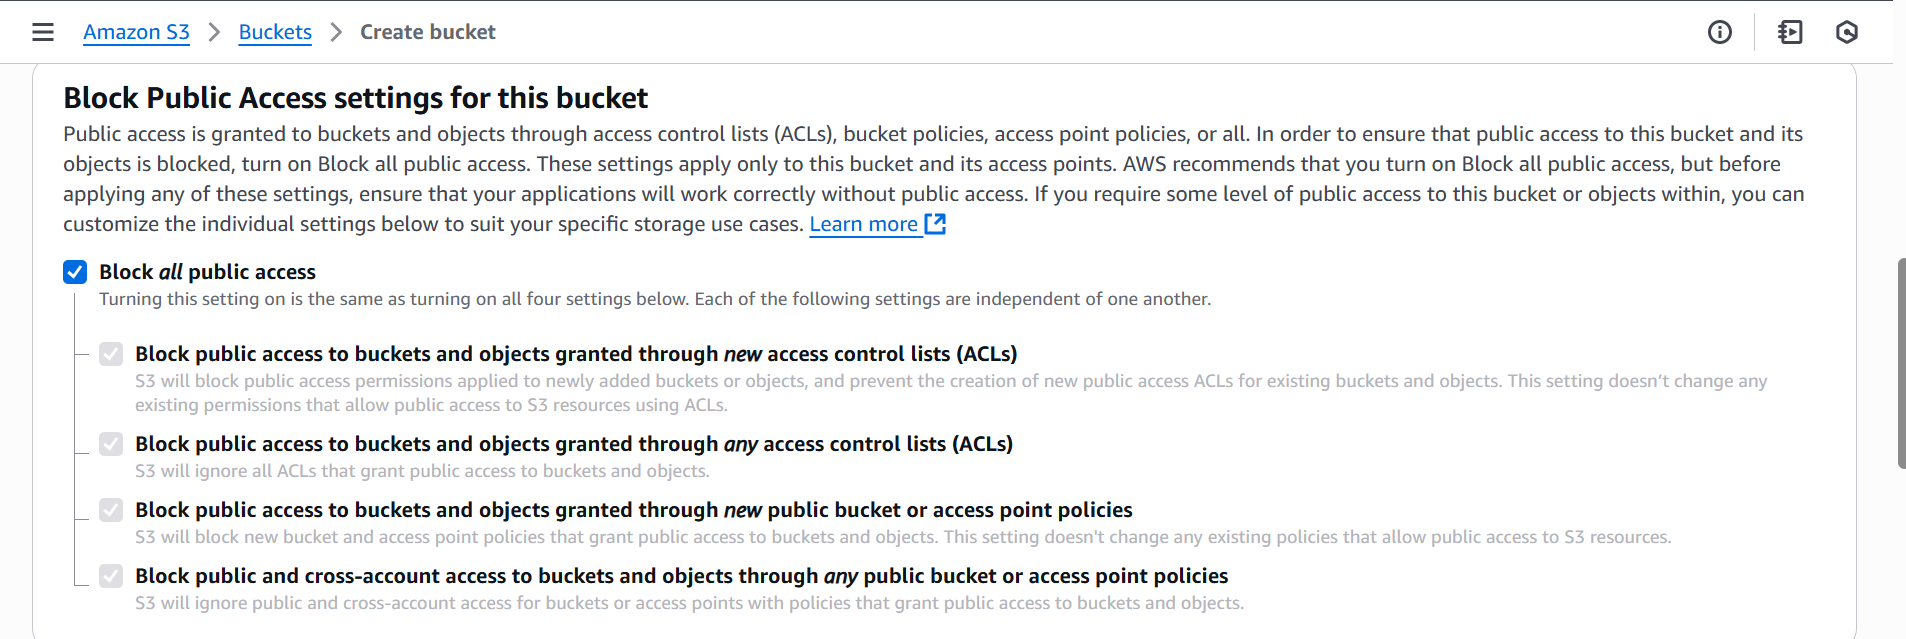 Amazon S3 > Buckets > Create bucket
Block Public Access settings for this bucket
Public access is granted to buckets and objects through access control lists (ACLs), bucket policies, access point policies, or all. In order to ensure that public access to this bucket and its
objects is blocked, turn on Block all public access. These settings apply only to this bucket and its access points. AWS recommends that you turn on Block all public access, but before
applying any of these settings, ensure that your applications will work correctly without public access. If you require some level of public access to this bucket or objects within, you can
customize the individual settings below to suit your specific storage use cases. Learn more
Block all public access
Turning this setting on is the same as turning on all four settings below. Each of the following settings are independent of one another.
Block public access to buckets and objects granted through new access control lists (ACLs)
S3 will block public access permissions applied to newly added buckets or objects, and prevent the creation of new public access ACLs for existing buckets and objects. This setting doesn’t change any
existing permissions that allow public access to S3 resources using ACLs.
Block public access to buckets and objects granted through any access control lists (ACLs)
S3 will ignore all ACLs that grant public access to buckets and objects.
Block public access to buckets and objects granted through new public bucket or access point policies
S3 will block new bucket and access point policies that grant public access to buckets and objects. This setting doesn't change any existing policies that allow public access to S3 resources.
Block public and cross-account access to buckets and objects through any public bucket or access point policies
S3 will ignore public and cross-account access for buckets or access points with policies that grant public access to buckets and objects.